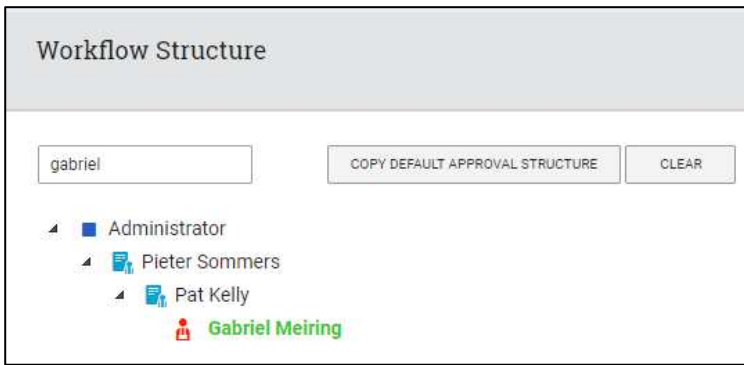 Workflow Structure
gabriel
COPY DEFAULT APPROVAL STRUCTURE
CLEAR
Administrator
Pieter Sommers
Pat Kelly
Gabriel Meiring